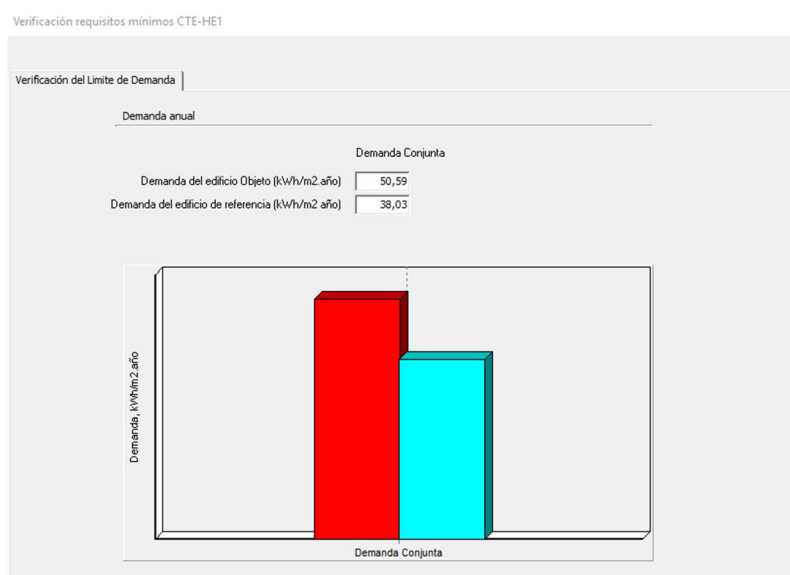 Verificación requisitos mínimos CTE-HE1
Verificación del Limite de Demanda
Demanda anual
Demanda Conjunta
Demanda del edificio Objeto (kWh/m2.año) 50,59
Demanda del edificio de referencia (kWh/m2 año) 38,03
Demanda, kWh/m2.año
Demanda Conjunta